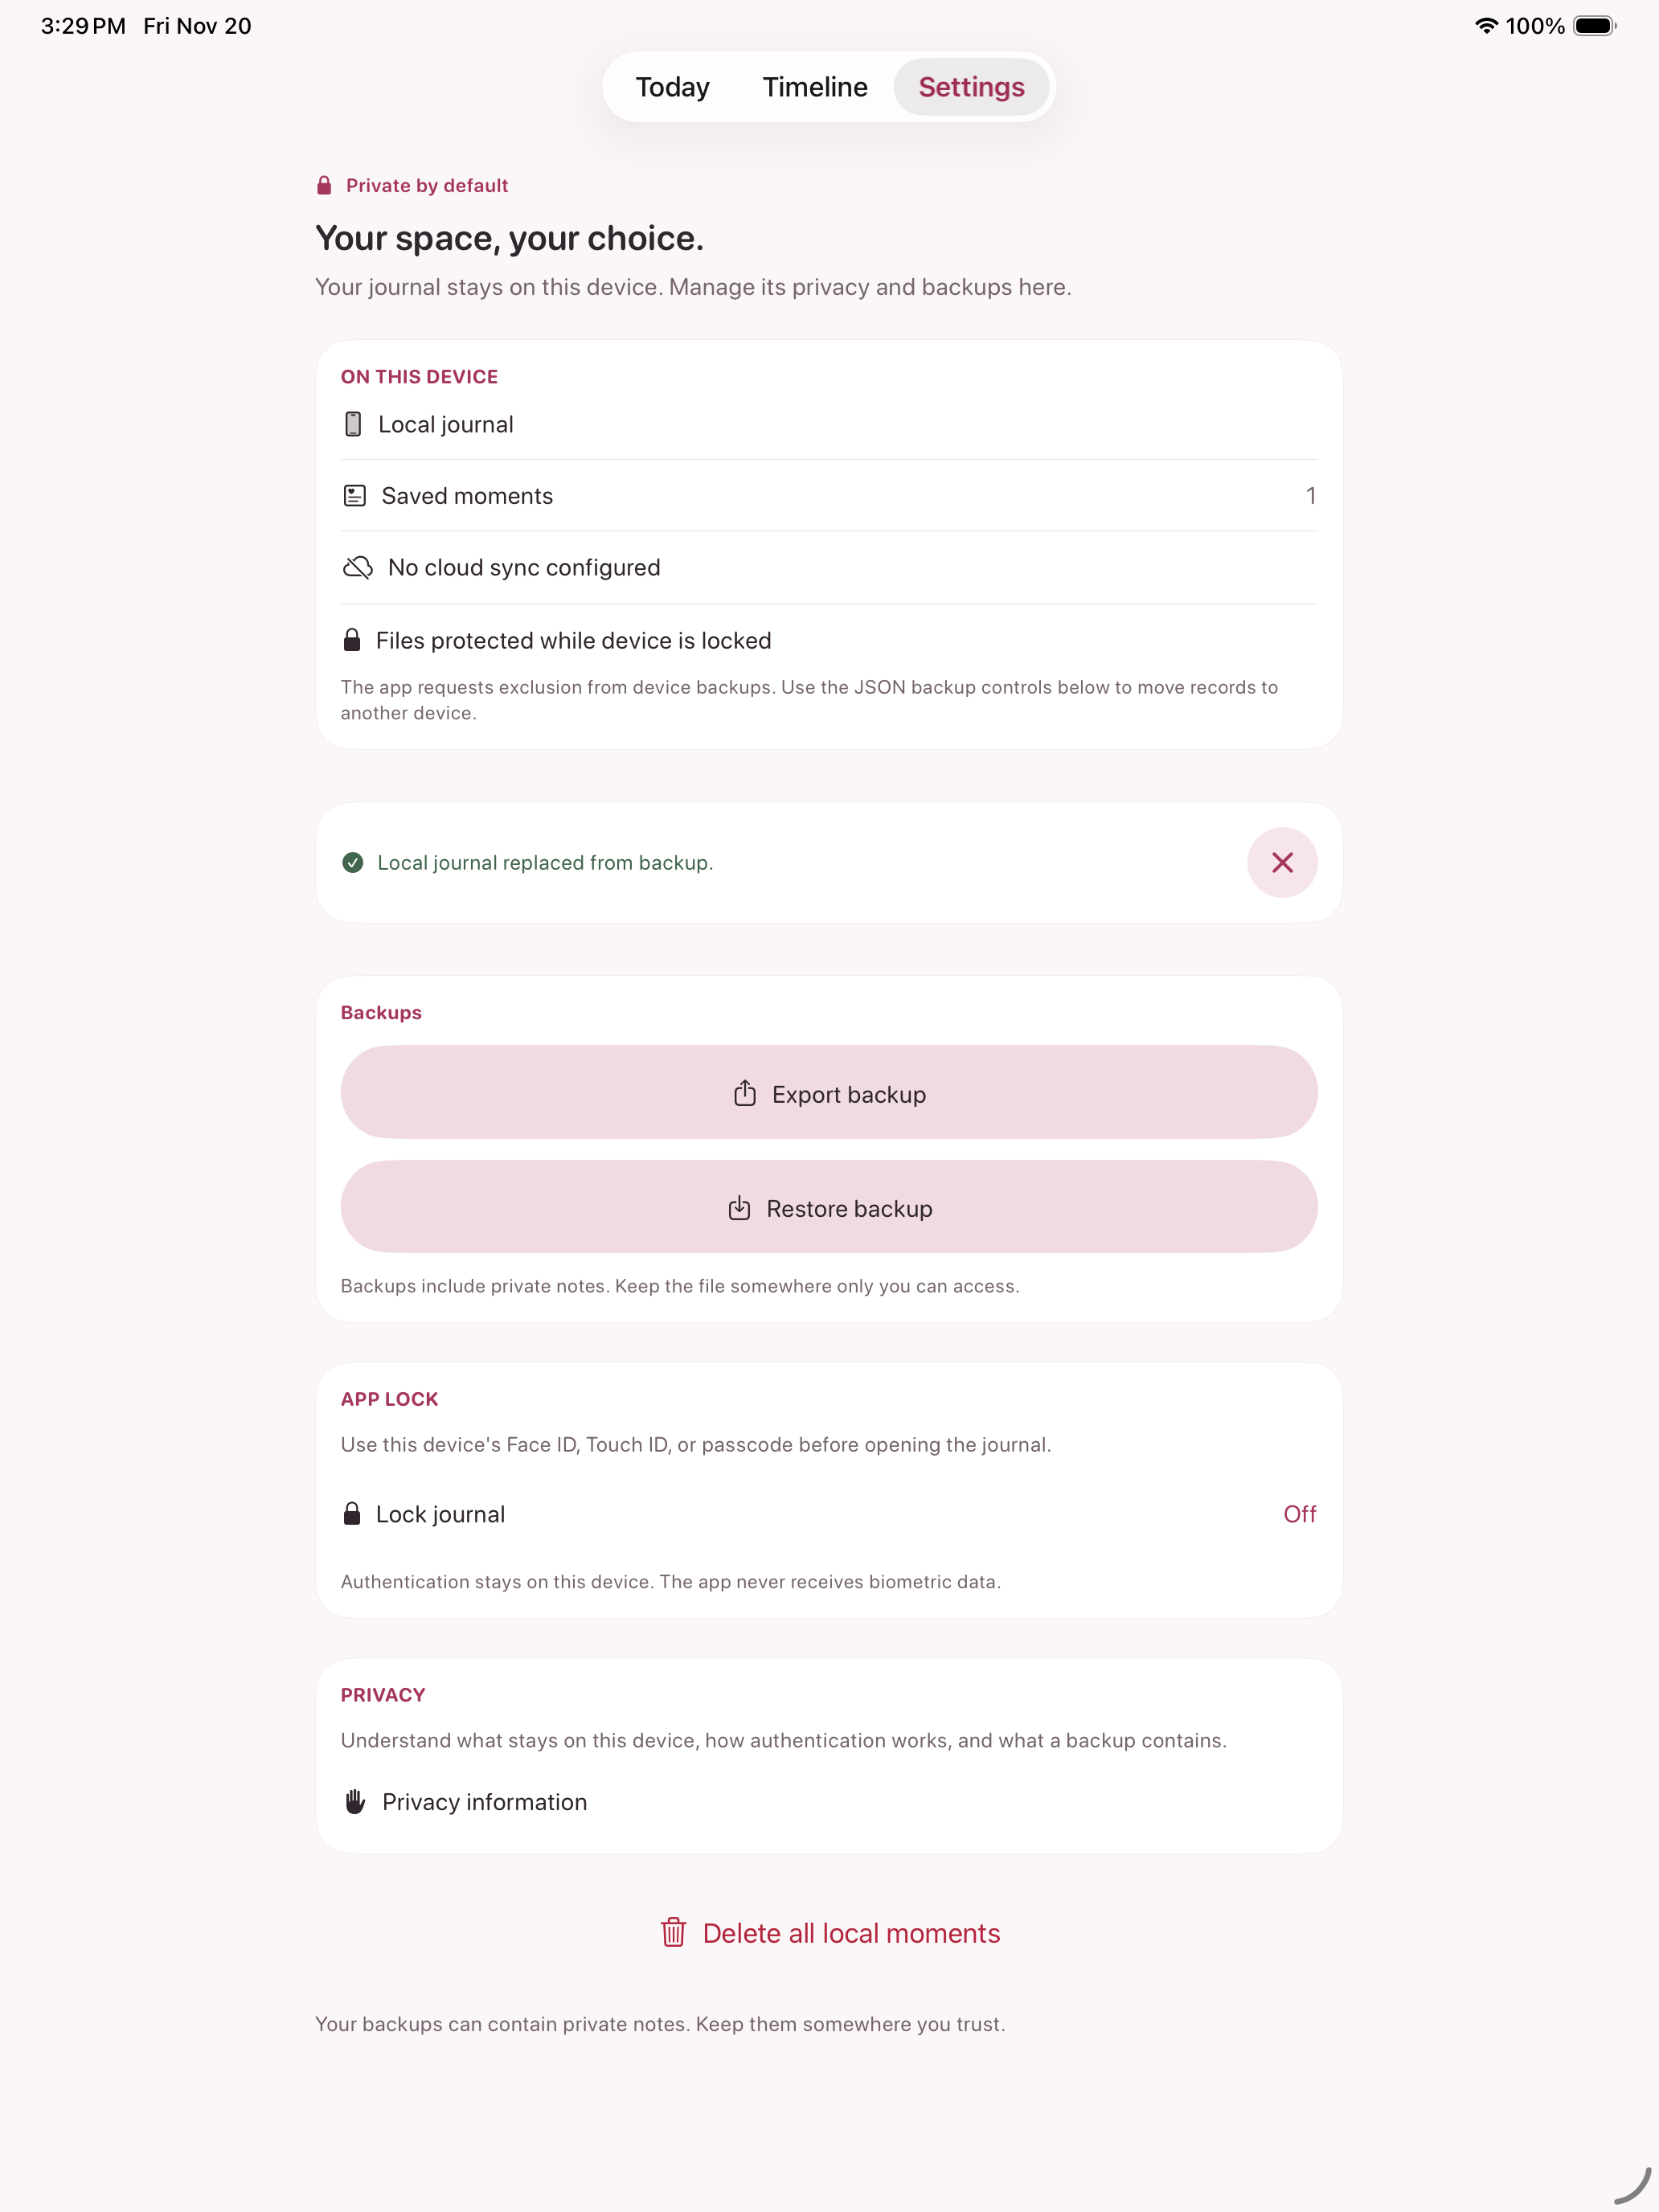 3:29 PM Fri Nov 20
100%
Today Timeline Settings
Private by default
Your space, your choice.
Your journal stays on this device. Manage its privacy and backups here.
ON THIS DEVICE
Local journal
Saved moments 1
No cloud sync configured
Files protected while device is locked
The app requests exclusion from device backups. Use the JSON backup controls below to move records to
another device.
Local journal replaced from backup.
Backups
Export backup
Restore backup
Backups include private notes. Keep the file somewhere only you can access.
APP LOCK
Use this device's Face ID, Touch ID, or passcode before opening the journal.
Lock journal Off
Authentication stays on this device. The app never receives biometric data.
PRIVACY
Understand what stays on this device, how authentication works, and what a backup contains.
Privacy information
Delete all local moments
Your backups can contain private notes. Keep them somewhere you trust.